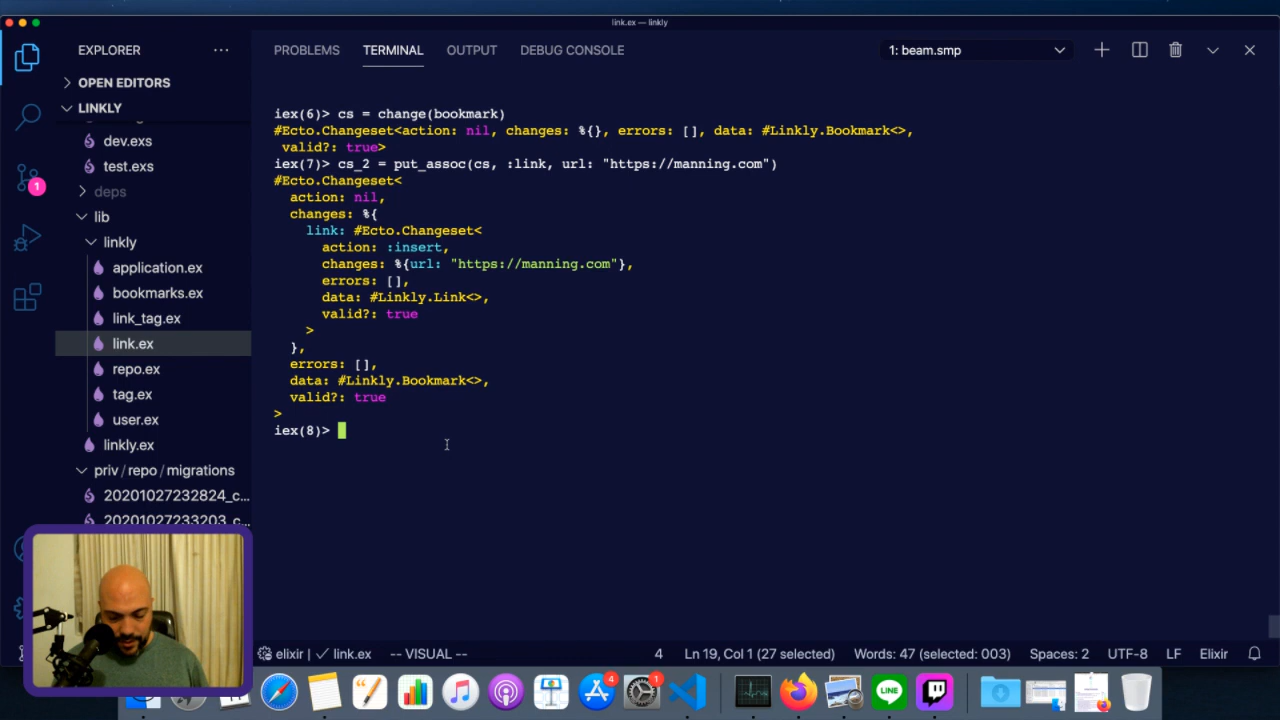 link.ex — linkly
EXPLORER ···
PROBLEMS TERMINAL OUTPUT DEBUG CONSOLE 1: beam.smp
OPEN EDITORS
LINKLY
dev.exs
test.exs
deps
lib
linkly
application.ex
bookmarks.ex
link_tag.ex
link.ex
repo.ex
tag.ex
user.ex
linkly.ex
priv / repo / migrations
20201027232824_c...
20201027233203_c...
1
iex(6)> cs = change(bookmark)
#Ecto.Changeset<action: nil, changes: %{}, errors: [], data: #Linkly.Bookmark<>,
valid?: true>
iex(7)> cs_2 = put_assoc(cs, :link, url: "https://manning.com")
#Ecto.Changeset<
action: nil,
changes: %{
link: #Ecto.Changeset<
action: :insert,
changes: %{url: "https://manning.com"},
errors: [],
data: #Linkly.Link<>,
valid?: true
>
},
errors: [],
data: #Linkly.Bookmark<>,
valid?: true
>
iex(8)>
elixir | ✓ link.ex -- VISUAL -- 4 Ln 19, Col 1 (27 selected) Words: 47 (selected: 003) Spaces: 2 UTF-8 LF Elixir
4
1
LINE